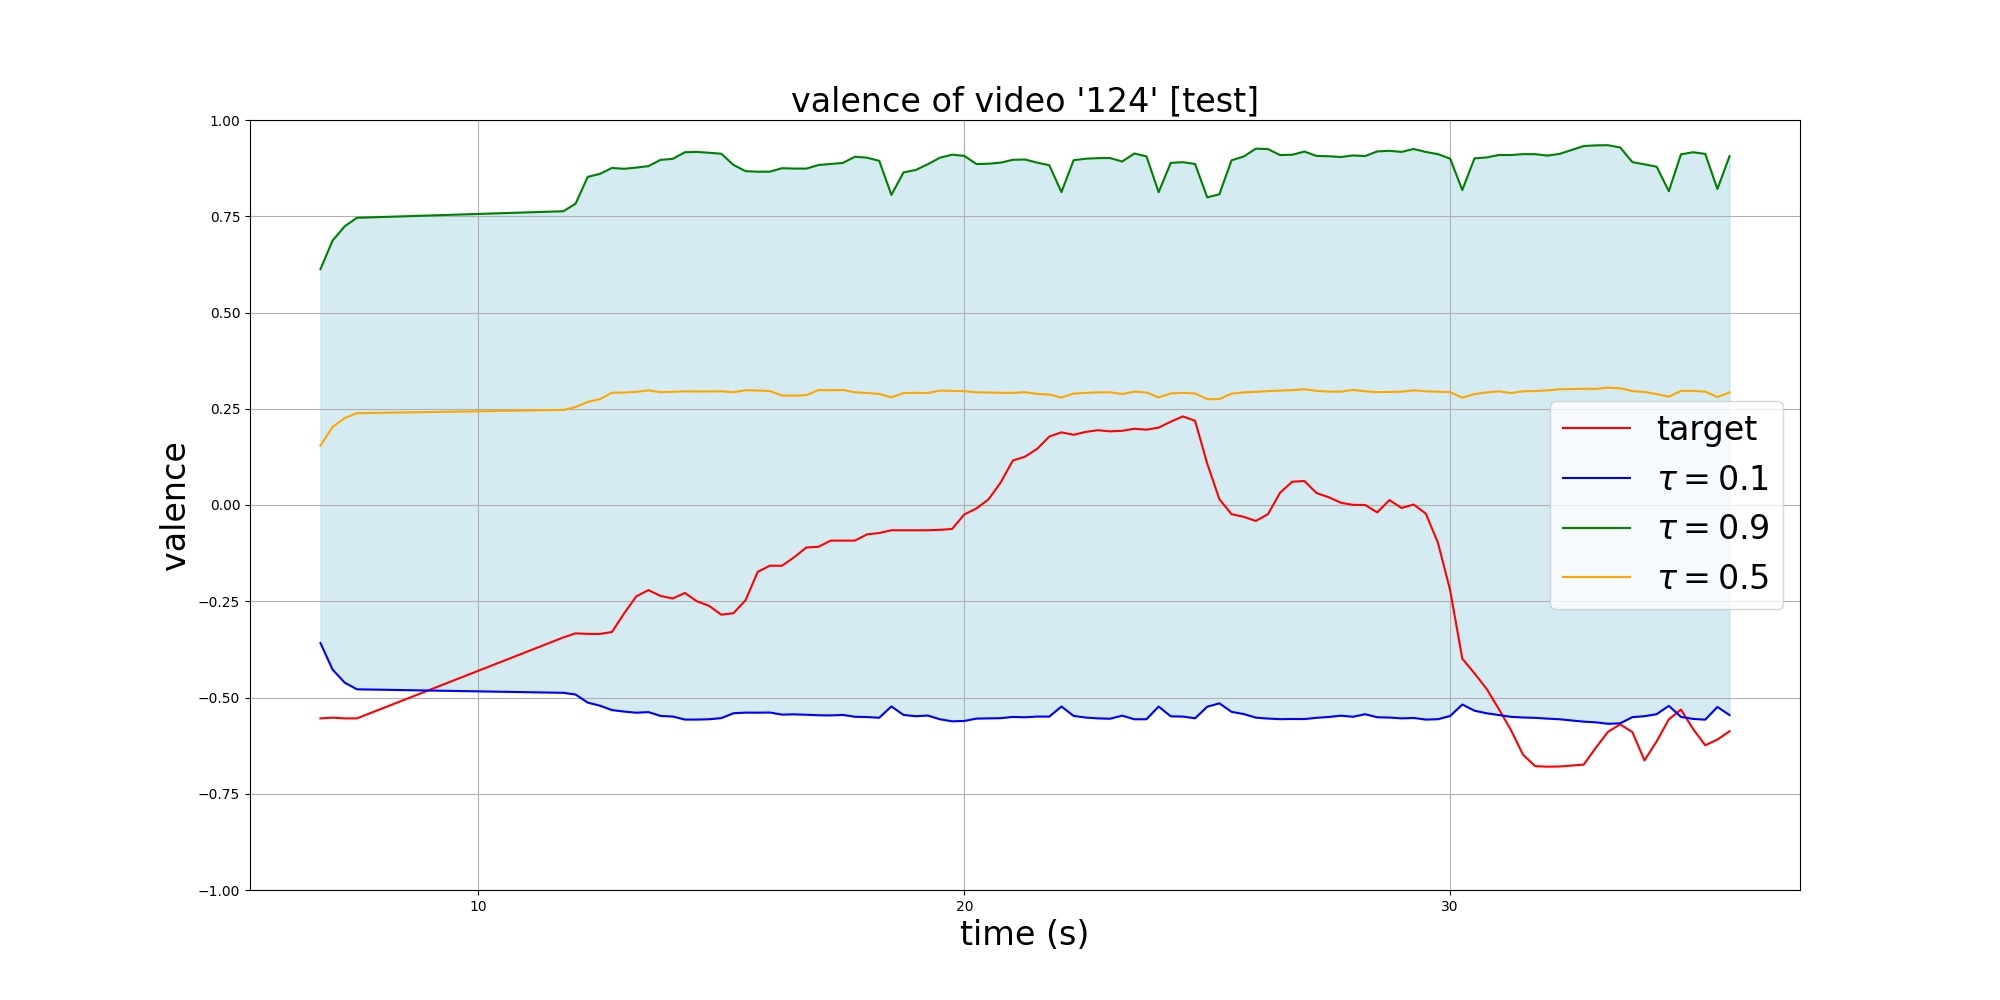 valence of video '124' [test]
1.00
0.75
0.50
0.25
0.00
−0.25
−0.50
−0.75
−1.00
valence
10 20 30
time (s)
target
τ = 0.1
τ = 0.9
τ = 0.5